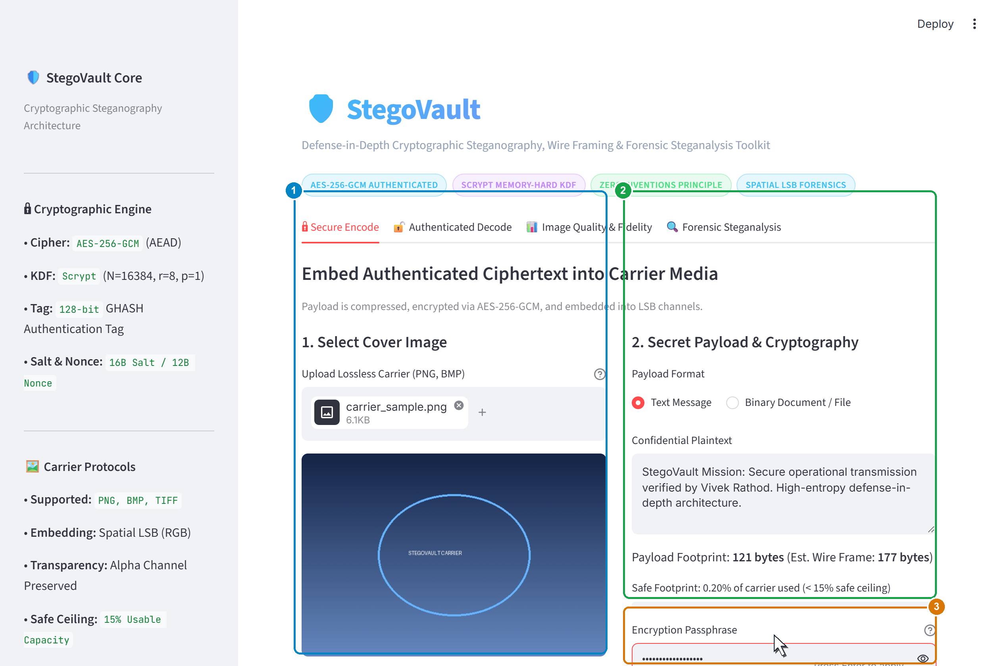 Deploy
StegoVault Core
Cryptographic Steganography
Architecture
Cryptographic Engine
• Cipher: AES-256-GCM (AEAD)
• KDF: Scrypt (N=16384, r=8, p=1)
• Tag: 128-bit GHASH
Authentication Tag
• Salt & Nonce: 16B Salt / 12B
Nonce
Carrier Protocols
• Supported: PNG, BMP, TIFF
• Embedding: Spatial LSB (RGB)
• Transparency: Alpha Channel
Preserved
• Safe Ceiling: 15% Usable
Capacity
StegoVault
Defense-in-Depth Cryptographic Steganography, Wire Framing & Forensic Steganalysis Toolkit
AES-256-GCM AUTHENTICATED
SCRYPT MEMORY-HARD KDF
PRINCIPLE
SPATIAL LSB FORENSICS
1
2
Secure Encode
Authenticated Decode
Image Quality & Fidelity
Forensic Steganalysis
Embed Authenticated Ciphertext into Carrier Media
Payload is compressed, encrypted via AES-256-GCM, and embedded into LSB channels.
1. Select Cover Image
Upload Lossless Carrier (PNG, BMP)
carrier_sample.png
6.1KB
STEGOVAULT CARRIER
2. Secret Payload & Cryptography
Payload Format
Text Message
Binary Document / File
Confidential Plaintext
StegoVault Mission: Secure operational transmission
verified by Vivek Rathod. High-entropy defense-in-
depth architecture.
Payload Footprint: 121 bytes (Est. Wire Frame: 177 bytes)
Safe Footprint: 0.20% of carrier used (< 15% safe ceiling)
3
Encryption Passphrase
••••••••••••••••••